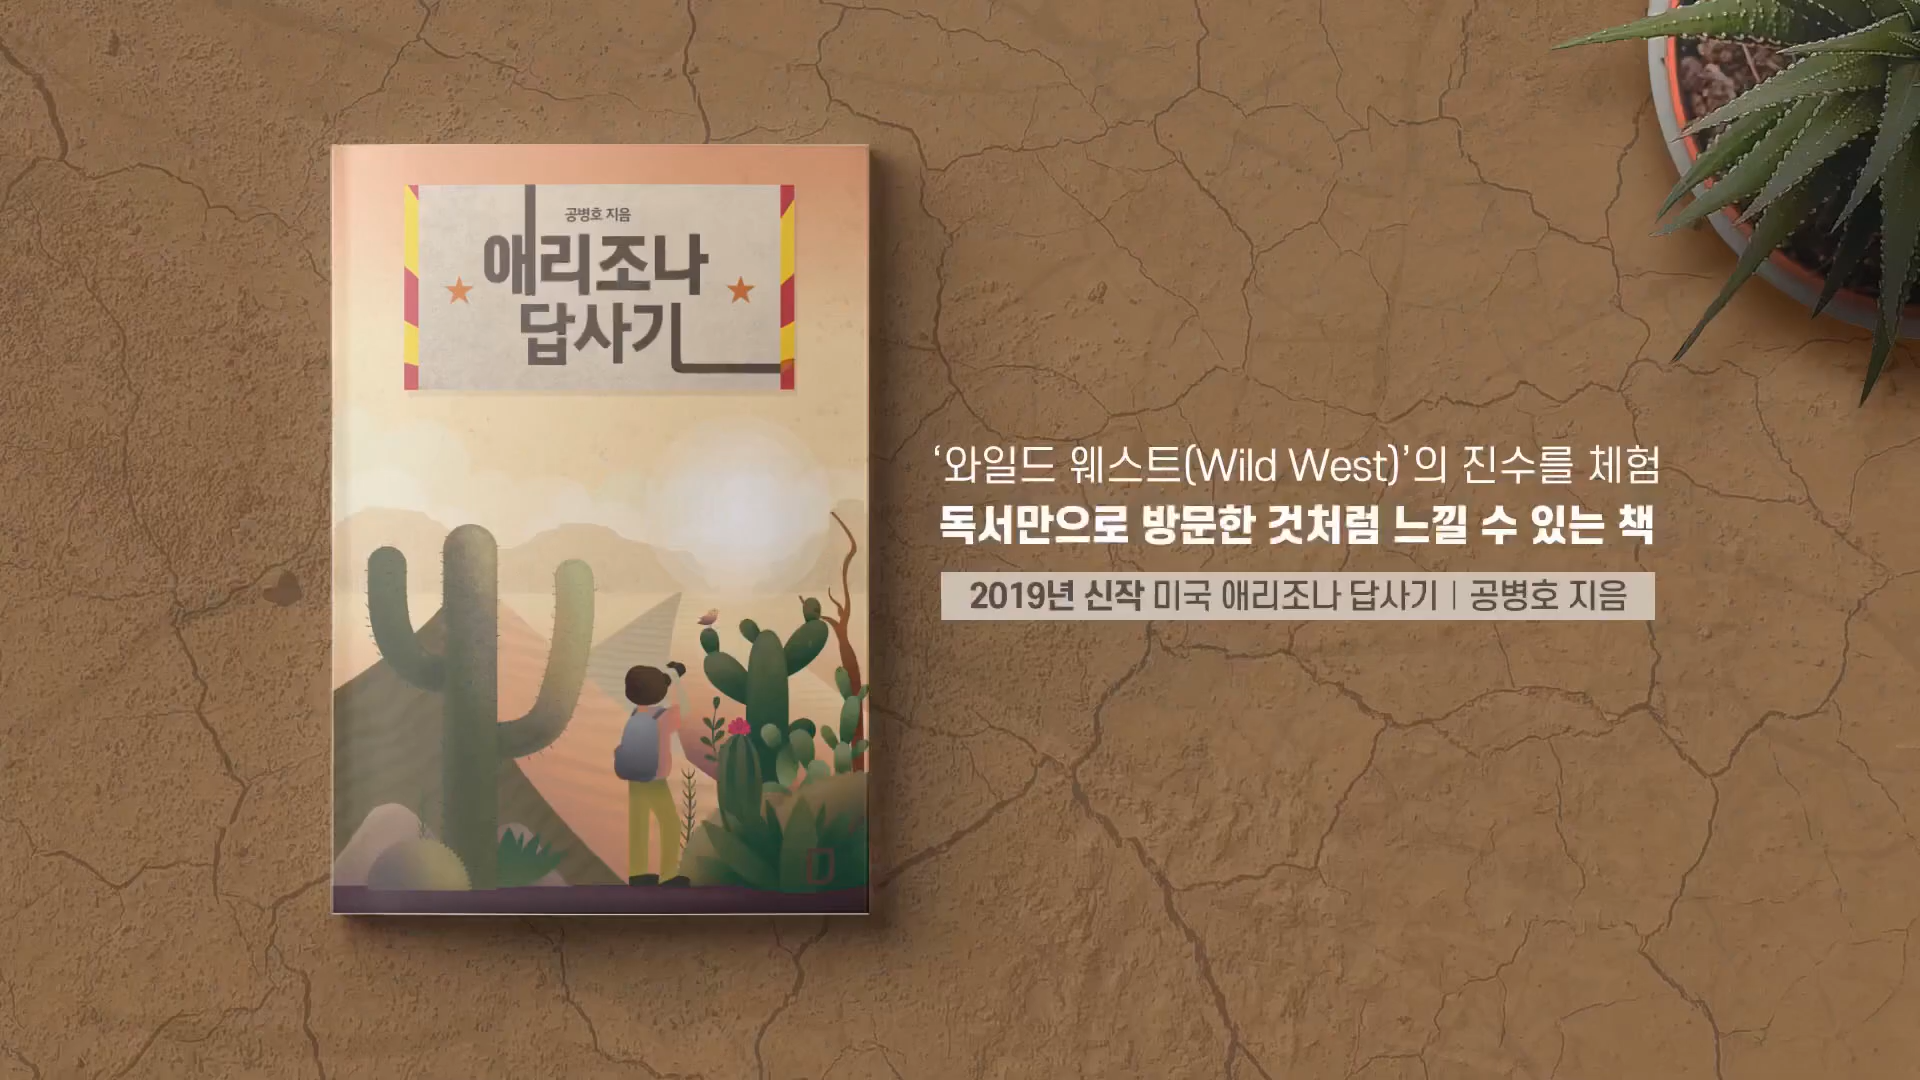 공병호 지음
애리조나
답사기
‘와일드 웨스트(Wild West)’의 진수를 체험
독서만으로 방문한 것처럼 느낄 수 있는 책
2019년 신작 미국 애리조나 답사기 | 공병호 지음